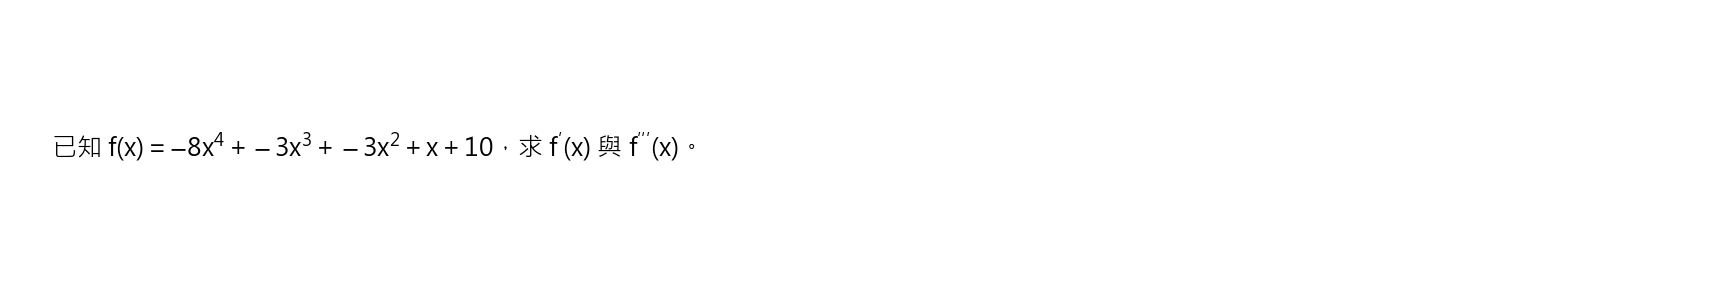 已知 f(x) = −8x⁴ + −3x³ + −3x² + x + 10，求 f′(x) 與 f′′′(x)。